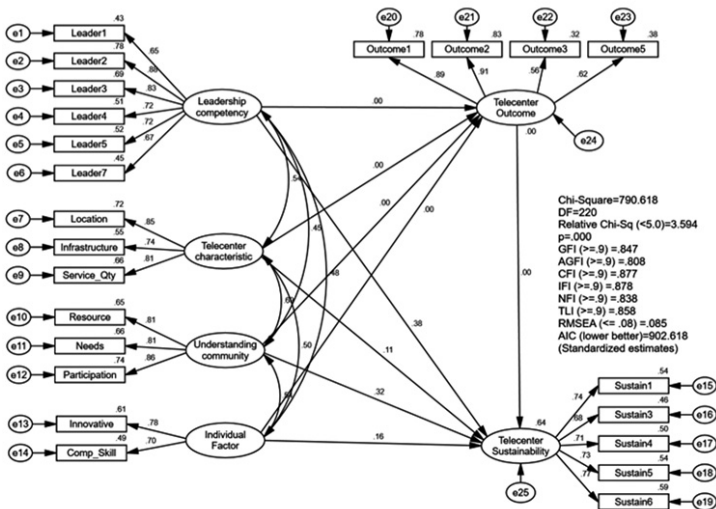 e1
.43
Leader1
e2
.78
Leader2
e3
.69
Leader3
e4
.51
Leader4
e5
.52
Leader5
e6
.45
Leader7
.65
.88
.83
.72
.72
.67
Leadership
competency
e7
.72
Location
e8
.55
Infrastructure
e9
.66
Service_Qty
.85
.74
.81
Telecenter
characteristic
e10
.65
Resource
e11
.66
Needs
e12
.74
Participation
.81
.81
.86
Understanding
community
e13
.61
Innovative
e14
.49
Comp_Skill
.78
.70
Individual
Factor
.54
.45
.48
.50
.00
.00
.00
.00
.38
.11
.32
.16
e20
e21
e22
e23
.78
.83
.32
.38
Outcome1
Outcome2
Outcome3
Outcome5
.89
.91
.56
.62
Telecenter
Outcome
.00
e24
.00
Chi-Square=790.618
DF=220
Relative Chi-Sq (<5.0)=3.594
p=.000
GFI (>=.9) =.847
AGFI (>=.9) =.808
CFI (>=.9) =.877
IFI (>=.9) =.878
NFI (>=.9) =.838
TLI (>=.9) =.858
RMSEA (<= .08) =.085
AIC (lower better)=902.618
(Standardized estimates)
.64
Telecenter
Sustainability
e25
.74
.68
.71
.73
.54
Sustain1
e15
.46
Sustain3
e16
.50
Sustain4
e17
.54
Sustain5
e18
.59
Sustain6
e19